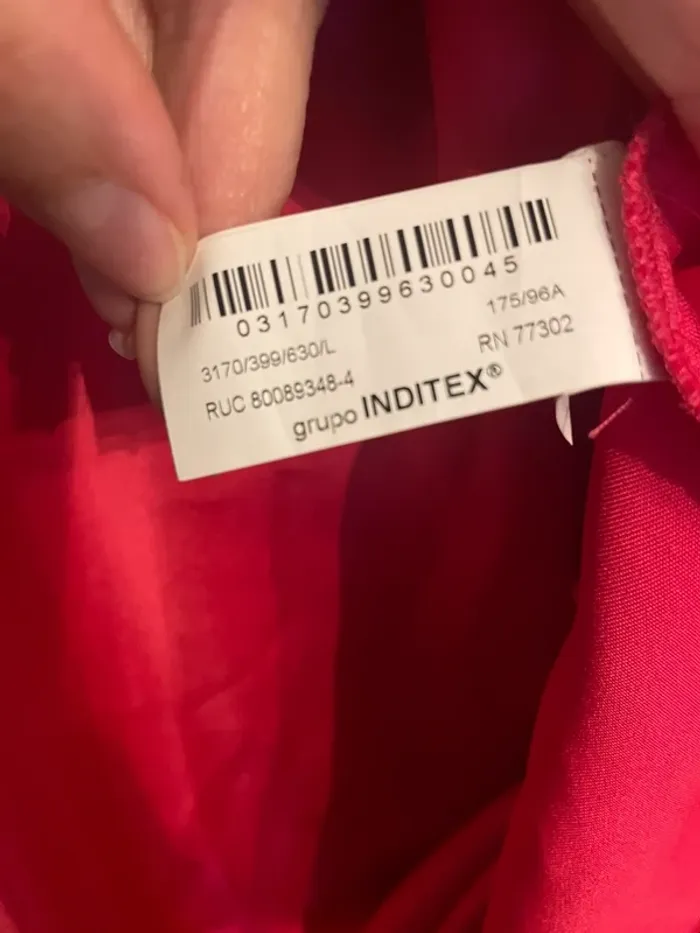 03170399630045
3170/399/630/L 175/96A
RUC 80089348-4 RN 77302
grupo INDITEX®